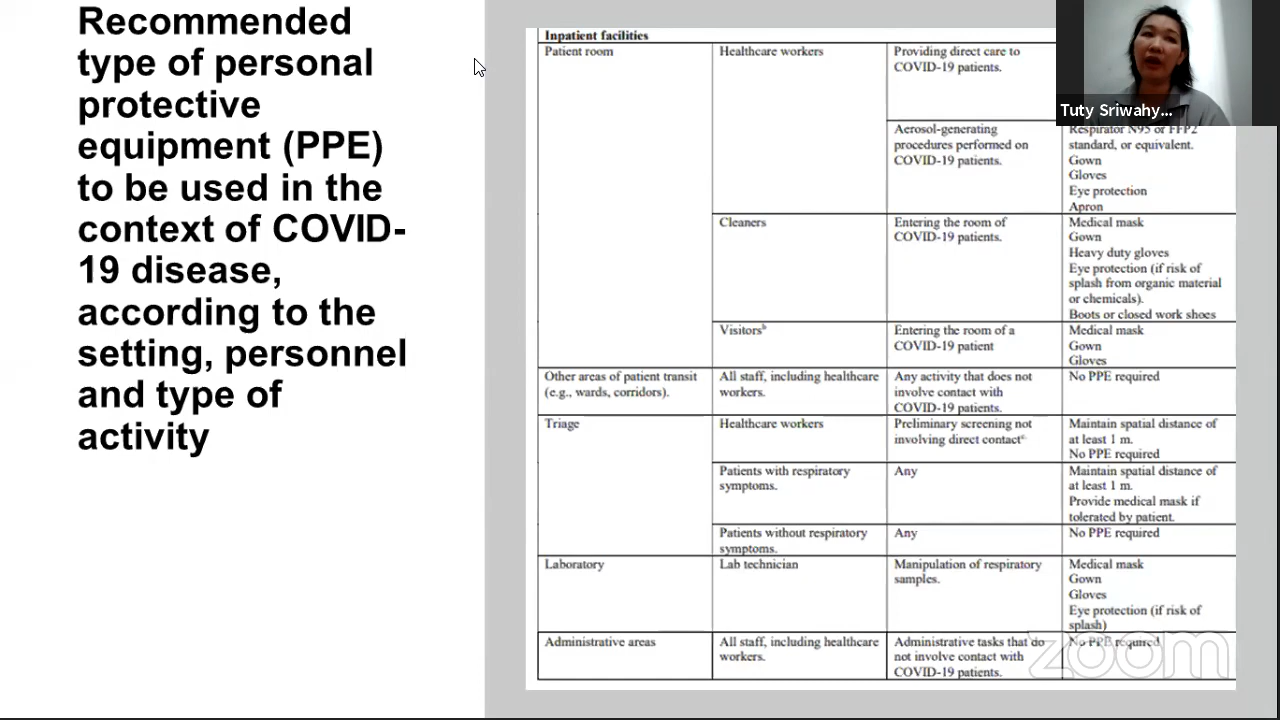 Recommended
type of personal
protective
equipment (PPE)
to be used in the
context of COVID-
19 disease,
according to the
setting, personnel
and type of
activity
Inpatient facilities
Patient room
Healthcare workers
Providing direct care to
COVID-19 patients.
Aerosol-generating
procedures performed on
COVID-19 patients.
Respirator N95 or FFP2
standard, or equivalent.
Gown
Gloves
Eye protection
Apron
Cleaners
Entering the room of
COVID-19 patients.
Medical mask
Gown
Heavy duty gloves
Eye protection (if risk of
splash from organic material
or chemicals).
Boots or closed work shoes
Visitorsᵇ
Entering the room of a
COVID-19 patient
Medical mask
Gown
Gloves
Other areas of patient transit
(e.g., wards, corridors).
All staff, including healthcare
workers.
Any activity that does not
involve contact with
COVID-19 patients.
No PPE required
Triage
Healthcare workers
Preliminary screening not
involving direct contactᶜ.
Maintain spatial distance of
at least 1 m.
No PPE required
Patients with respiratory
symptoms.
Any
Maintain spatial distance of
at least 1 m.
Provide medical mask if
tolerated by patient.
Patients without respiratory
symptoms.
Any
No PPE required
Laboratory
Lab technician
Manipulation of respiratory
samples.
Medical mask
Gown
Gloves
Eye protection (if risk of
splash)
Administrative areas
All staff, including healthcare
workers.
Administrative tasks that do
not involve contact with
COVID-19 patients.
No PPE required
Tuty Sriwahy...
zoom